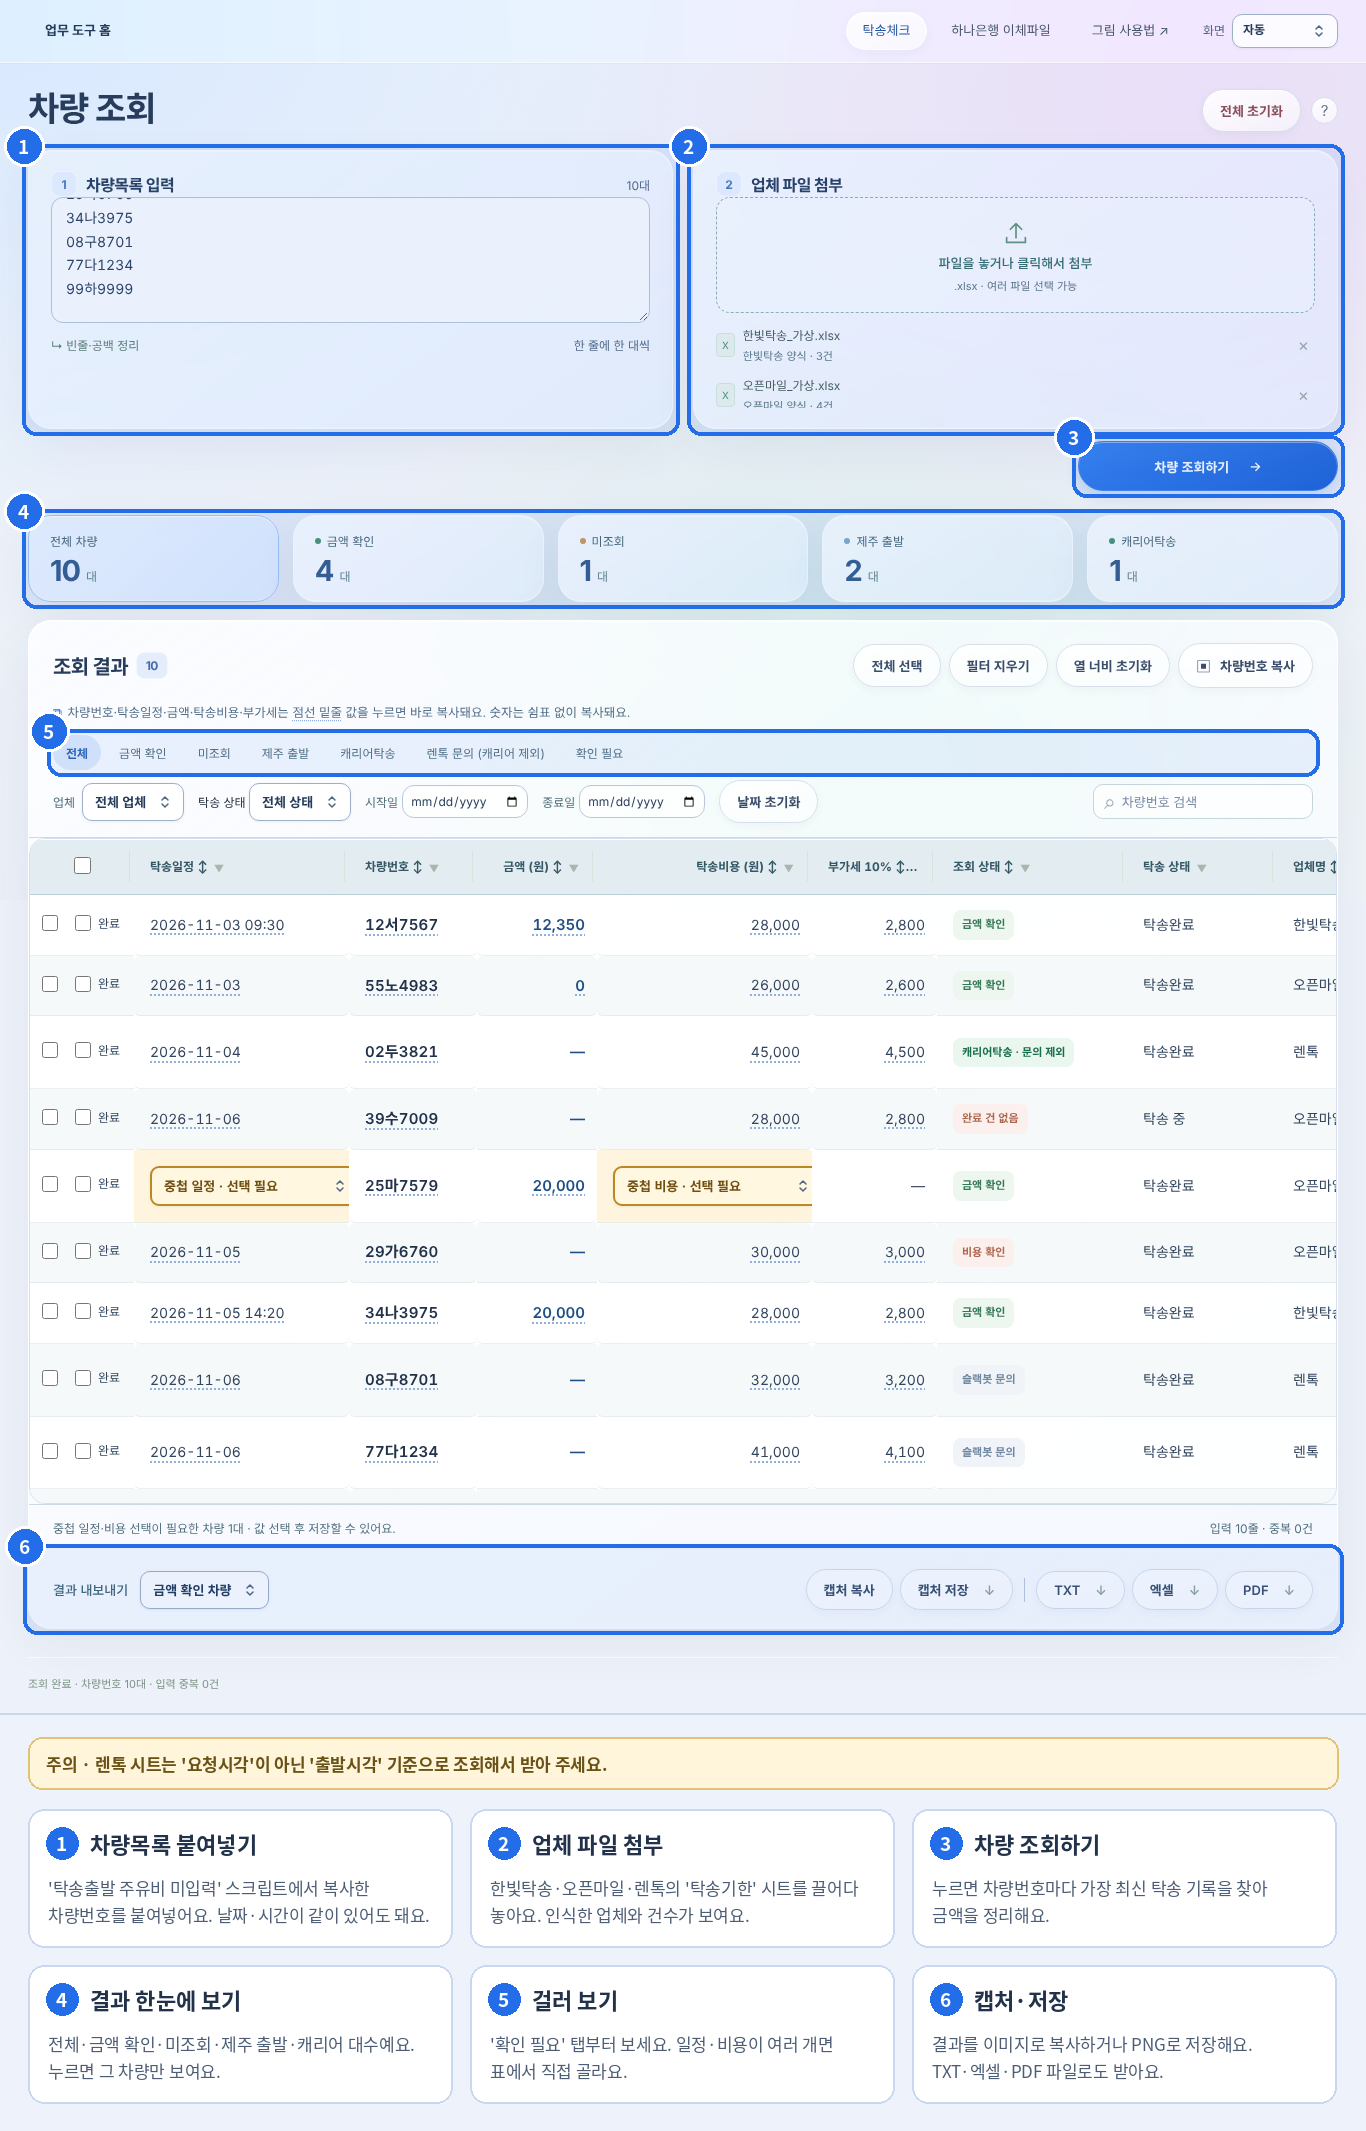 업무 도구 홈
탁송체크
하나은행 이체파일
그림 사용법 ↗
화면
자동
차량 조회
전체 초기화
?
1
1 차량목록 입력
10대
34나3975
08구8701
77다1234
99하9999
↳ 빈줄·공백 정리
한 줄에 한 대씩
2
2 업체 파일 첨부
파일을 놓거나 클릭해서 첨부
.xlsx · 여러 파일 선택 가능
X 한빛탁송_가상.xlsx ×
한빛탁송 양식 · 3건
X 오픈마일_가상.xlsx ×
오픈마일 양식 · 4건
3
차량 조회하기 →
4
전체 차량
10 대
금액 확인
4 대
미조회
1 대
제주 출발
2 대
캐리어탁송
1 대
조회 결과 10
전체 선택
필터 지우기
열 너비 초기화
차량번호 복사
차량번호·탁송일정·금액·탁송비용·부가세는 점선 밑줄 값을 누르면 바로 복사돼요. 숫자는 쉼표 없이 복사돼요.
5
전체 금액 확인 미조회 제주 출발 캐리어탁송 렌톡 문의 (캐리어 제외) 확인 필요
업체 전체 업체 탁송 상태 전체 상태 시작일 mm/dd/yyyy 종료일 mm/dd/yyyy 날짜 초기화 차량번호 검색
탁송일정 ↕ ▼ 차량번호 ↕ ▼ 금액 (원) ↕ ▼ 탁송비용 (원) ↕ ▼ 부가세 10% ↕... 조회 상태 ↕ ▼ 탁송 상태 ▼ 업체명 ↕
완료 2026-11-03 09:30 12서7567 12,350 28,000 2,800 금액 확인 탁송완료 한빛탁송
완료 2026-11-03 55노4983 0 26,000 2,600 금액 확인 탁송완료 오픈마일
완료 2026-11-04 02두3821 — 45,000 4,500 캐리어탁송 · 문의 제외 탁송완료 렌톡
완료 2026-11-06 39수7009 — 28,000 2,800 완료 건 없음 탁송 중 오픈마일
완료 중첩 일정 · 선택 필요 25마7579 20,000 중첩 비용 · 선택 필요 — 금액 확인 탁송완료 오픈마일
완료 2026-11-05 29가6760 — 30,000 3,000 비용 확인 탁송완료 오픈마일
완료 2026-11-05 14:20 34나3975 20,000 28,000 2,800 금액 확인 탁송완료 한빛탁송
완료 2026-11-06 08구8701 — 32,000 3,200 슬랙봇 문의 탁송완료 렌톡
완료 2026-11-06 77다1234 — 41,000 4,100 슬랙봇 문의 탁송완료 렌톡
중첩 일정·비용 선택이 필요한 차량 1대 · 값 선택 후 저장할 수 있어요.
입력 10줄 · 중복 0건
6
결과 내보내기 금액 확인 차량 캡처 복사 캡처 저장 ↓ TXT ↓ 엑셀 ↓ PDF ↓
조회 완료 · 차량번호 10대 · 입력 중복 0건
주의 · 렌톡 시트는 '요청시각'이 아닌 '출발시각' 기준으로 조회해서 받아 주세요.
1 차량목록 붙여넣기
'탁송출발 주유비 미입력' 스크립트에서 복사한
차량번호를 붙여넣어요. 날짜·시간이 같이 있어도 돼요.
2 업체 파일 첨부
한빛탁송·오픈마일·렌톡의 '탁송기한' 시트를 끌어다
놓아요. 인식한 업체와 건수가 보여요.
3 차량 조회하기
누르면 차량번호마다 가장 최신 탁송 기록을 찾아
금액을 정리해요.
4 결과 한눈에 보기
전체·금액 확인·미조회·제주 출발·캐리어 대수예요.
누르면 그 차량만 보여요.
5 걸러 보기
'확인 필요' 탭부터 보세요. 일정·비용이 여러 개면
표에서 직접 골라요.
6 캡처·저장
결과를 이미지로 복사하거나 PNG로 저장해요.
TXT·엑셀·PDF 파일로도 받아요.